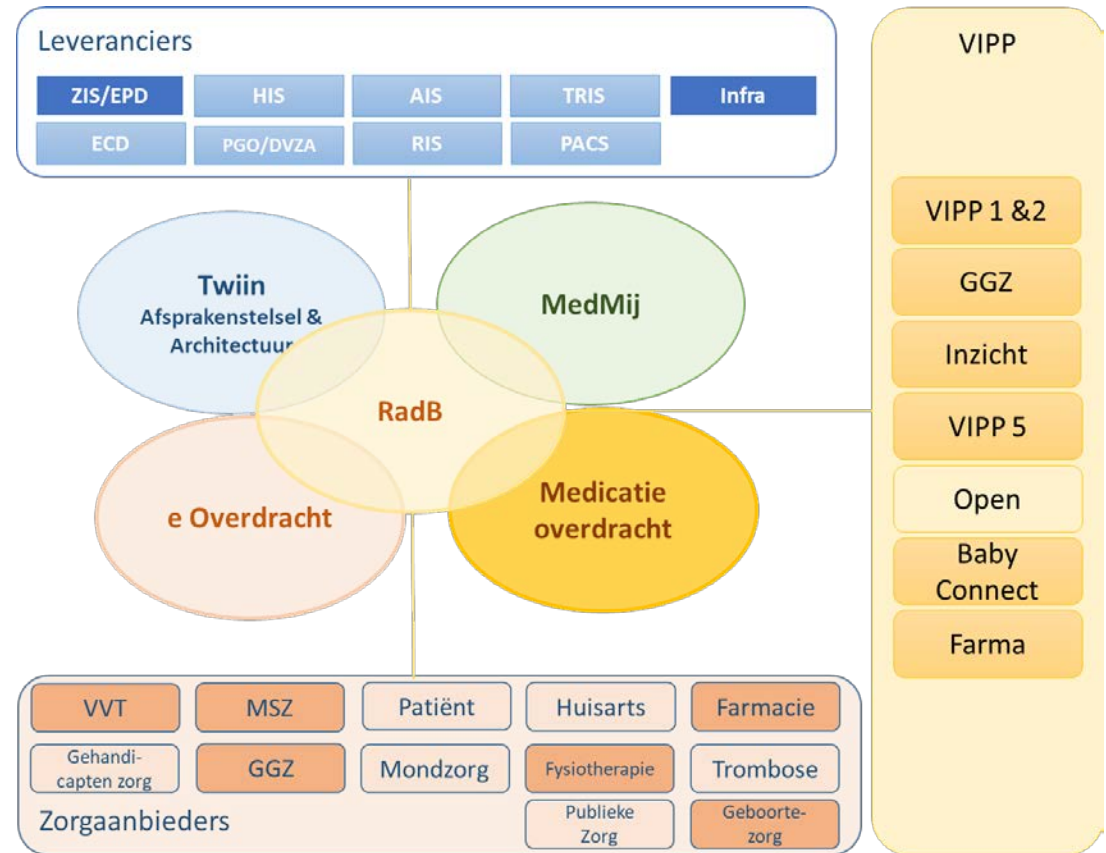 Leveranciers
ZIS/EPD
HIS
AIS
TRIS
Infra
ECD
PGO/DVZA
RIS
PACS
VIPP
VIPP 1 &2
GGZ
Inzicht
VIPP 5
Open
Baby
Connect
Farma
Twiin
Afsprakenstelsel &
Architectuur
MedMij
RadB
e Overdracht
Medicatie
overdracht
VVT
MSZ
Patiënt
Huisarts
Farmacie
Gehandi-
capten zorg
GGZ
Mondzorg
Fysiotherapie
Trombose
Zorgaanbieders
Publieke
Zorg
Geboorte-
zorg